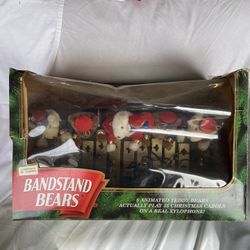 BANDSTAND
BEARS
6 ANIMATED TEDDY BEARS
ACTUALLY PLAY 15 CHRISTMAS CAROLS
ON A REAL XYLOPHONE!